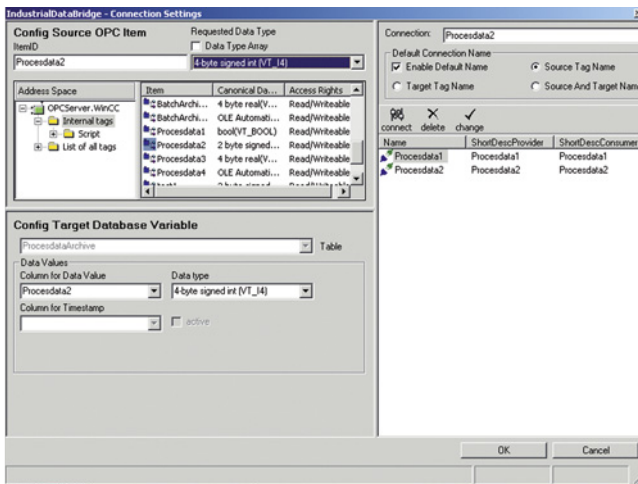 IndustrialDataBridge - Connection Settings
Config Source OPC Item
Requested Data Type
ItemID
Data Type Array
Procesdata2
4-byte signed int (VT_I4)
Address Space
OPCServer.WinCC
Internal tags
Script
List of all tags
Item Canonical Da... Access Rights
BatchArchi... 4 byte real(V... Read/Writeable
BatchArchi... OLE Automati... Read/Writeable
Procesdata1 bool(VT_BOOL) Read/Writeable
Procesdata2 2 byte signed... Read/Writeable
Procesdata3 4 byte real(V... Read/Writeable
Procesdata4 OLE Automati... Read/Writeable
Config Target Database Variable
ProcesdataArchive
Table
Data Values
Column for Data Value
Data type
Procesdata2
4-byte signed int (VT_I4)
Column for Timestamp
active
Connection: Procesdata2
Default Connection Name
Enable Default Name
Source Tag Name
Target Tag Name
Source And Target Nam
connect delete change
Name ShortDescProvider ShortDescConsumer
Procesdata1 Procesdata1 Procesdata1
Procesdata2 Procesdata2 Procesdata2
OK Cancel